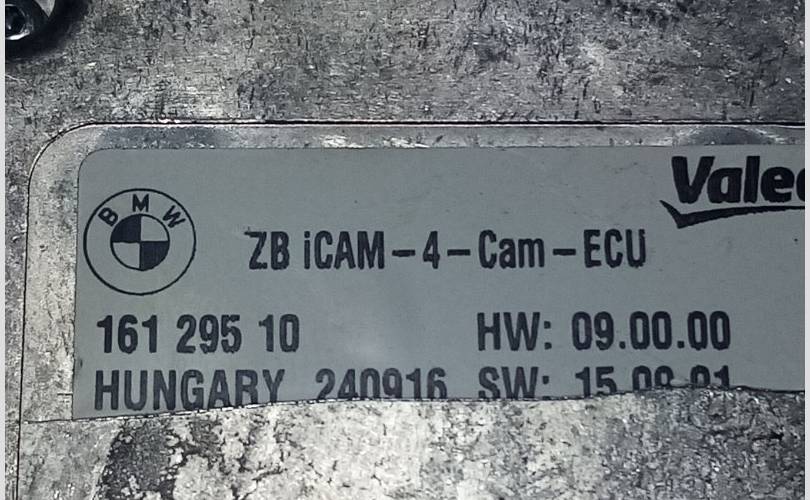 Vale
BMW
ZB iCAM-4-Cam-ECU
161 295 10 HW: 09.00.00
HUNGARY 240916 SW: 15.09.01